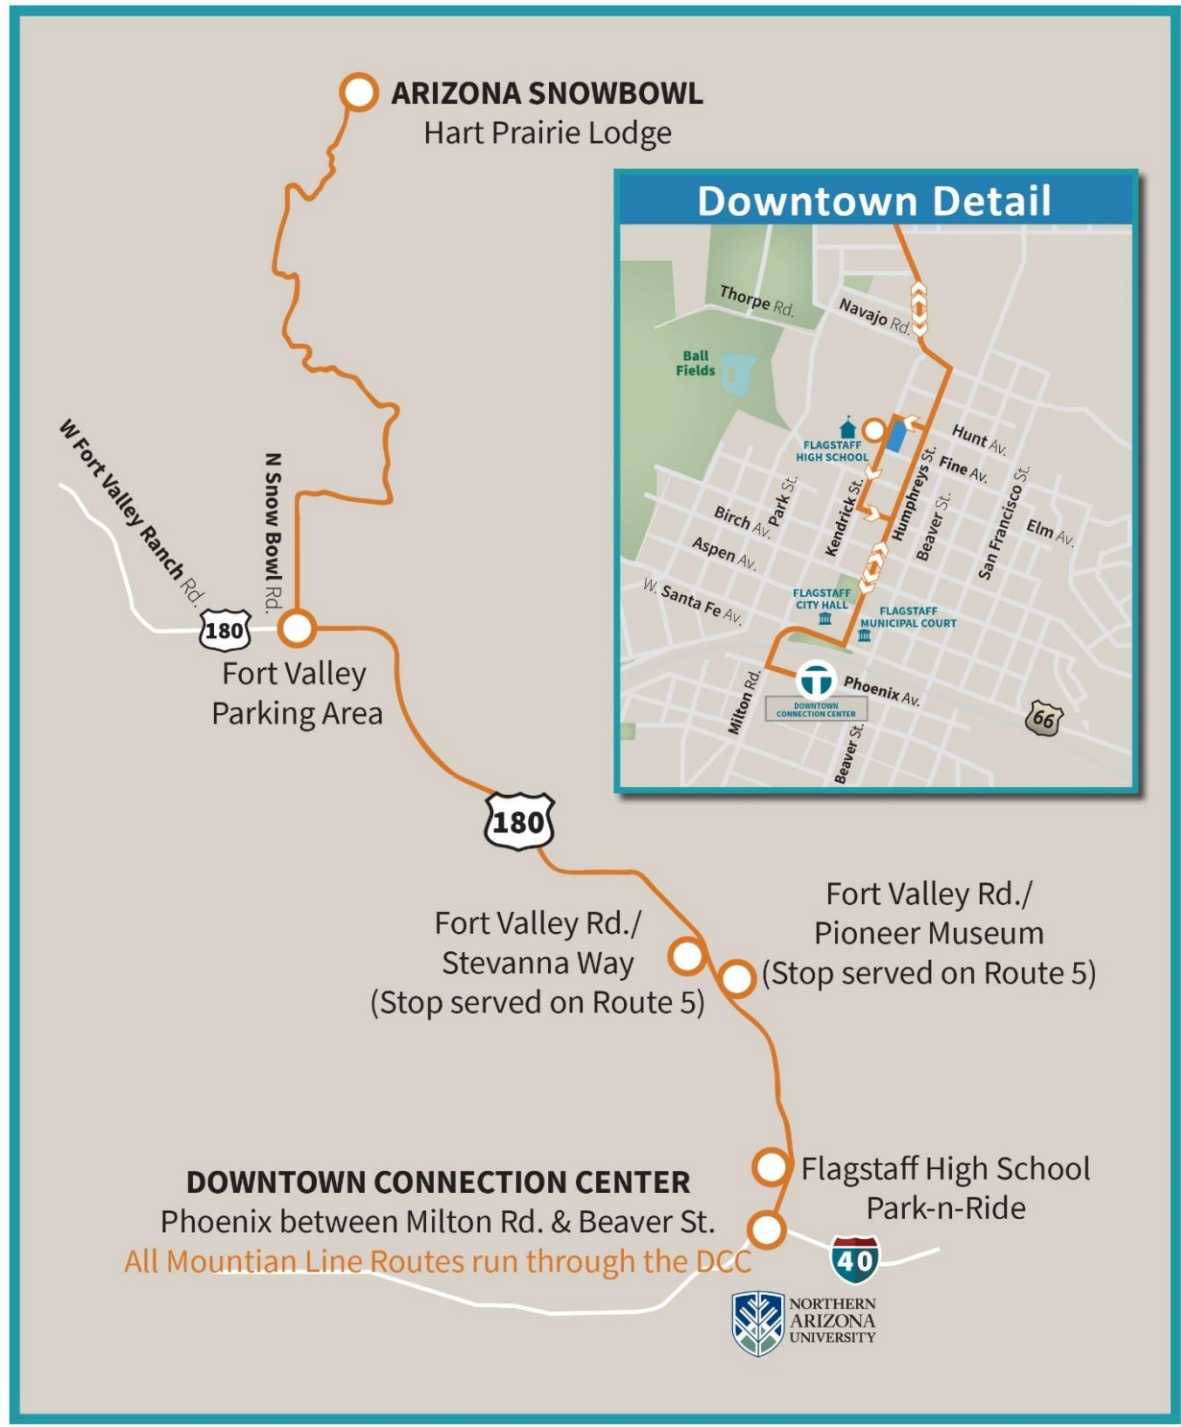 ARIZONA SNOWBOWL
Hart Prairie Lodge
Downtown Detail
Thorpe Rd.
Navajo Rd.
Ball
Fields
FLAGSTAFF
HIGH SCHOOL
Hunt Av.
Fine Av.
Park St.
Kendrick St.
Humphreys St.
Beaver St.
San Francisco St.
Elm Av.
Birch Av.
Aspen Av.
W. Santa Fe Av.
FLAGSTAFF
CITY HALL
FLAGSTAFF
MUNICIPAL COURT
Milton Rd.
Phoenix Av.
DOWNTOWN
CONNECTION CENTER
Beaver St.
66
W Fort Valley Ranch Rd.
N Snow Bowl Rd.
180
Fort Valley
Parking Area
180
Fort Valley Rd./
Stevanna Way
(Stop served on Route 5)
Fort Valley Rd./
Pioneer Museum
(Stop served on Route 5)
Flagstaff High School
Park-n-Ride
DOWNTOWN CONNECTION CENTER
Phoenix between Milton Rd. & Beaver St.
All Mountian Line Routes run through the DCC
40
NORTHERN
ARIZONA
UNIVERSITY